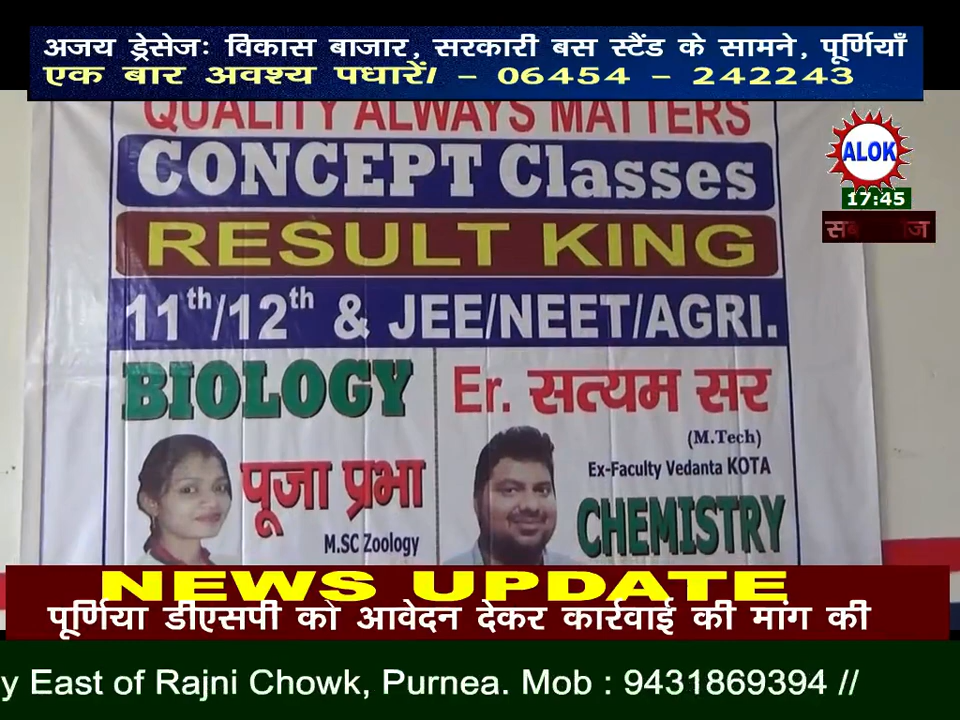 अजय ड्रेसेजः विकास बाजार, सरकारी बस स्टैंड के सामने, पूर्णियाँ
एक बार अवश्य पधारें। – 06454 – 242243
QUALITY ALWAYS MATTERS
ALOK
17:45
CONCEPT Classes
RESULT KING
11th/12th & JEE/NEET/AGRI.
BIOLOGY
पूजा प्रभा
M.SC Zoology
Er. सत्यम सर
(M.Tech)
Ex-Faculty Vedanta KOTA
CHEMISTRY
NEWS UPDATE
पूर्णिया डीएसपी को आवेदन देकर कार्रवाई की मांग की
y East of Rajni Chowk, Purnea. Mob : 9431869394 //